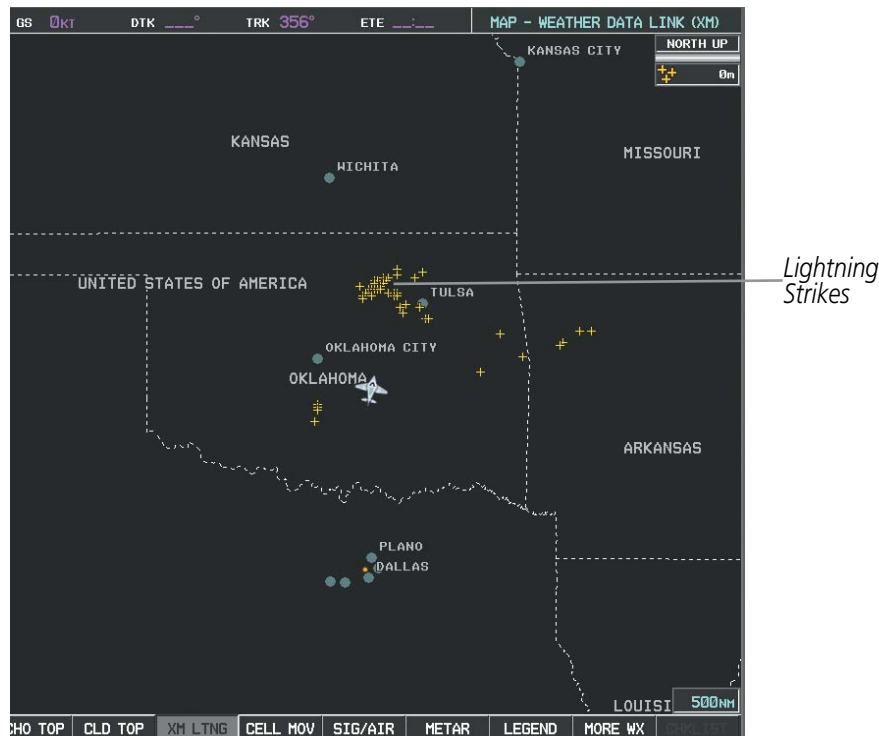 GS 0KT DTK ___° TRK 356° ETE __:__ MAP - WEATHER DATA LINK (XM)
NORTH UP
0m
KANSAS CITY
KANSAS
MISSOURI
WICHITA
UNITED STATES OF AMERICA
TULSA
Lightning
Strikes
OKLAHOMA CITY
OKLAHOMA
ARKANSAS
PLANO
DALLAS
LOUISI
500NM
CHO TOP CLD TOP XM LTNG CELL MOV SIG/AIR METAR LEGEND MORE WX CHKLIST